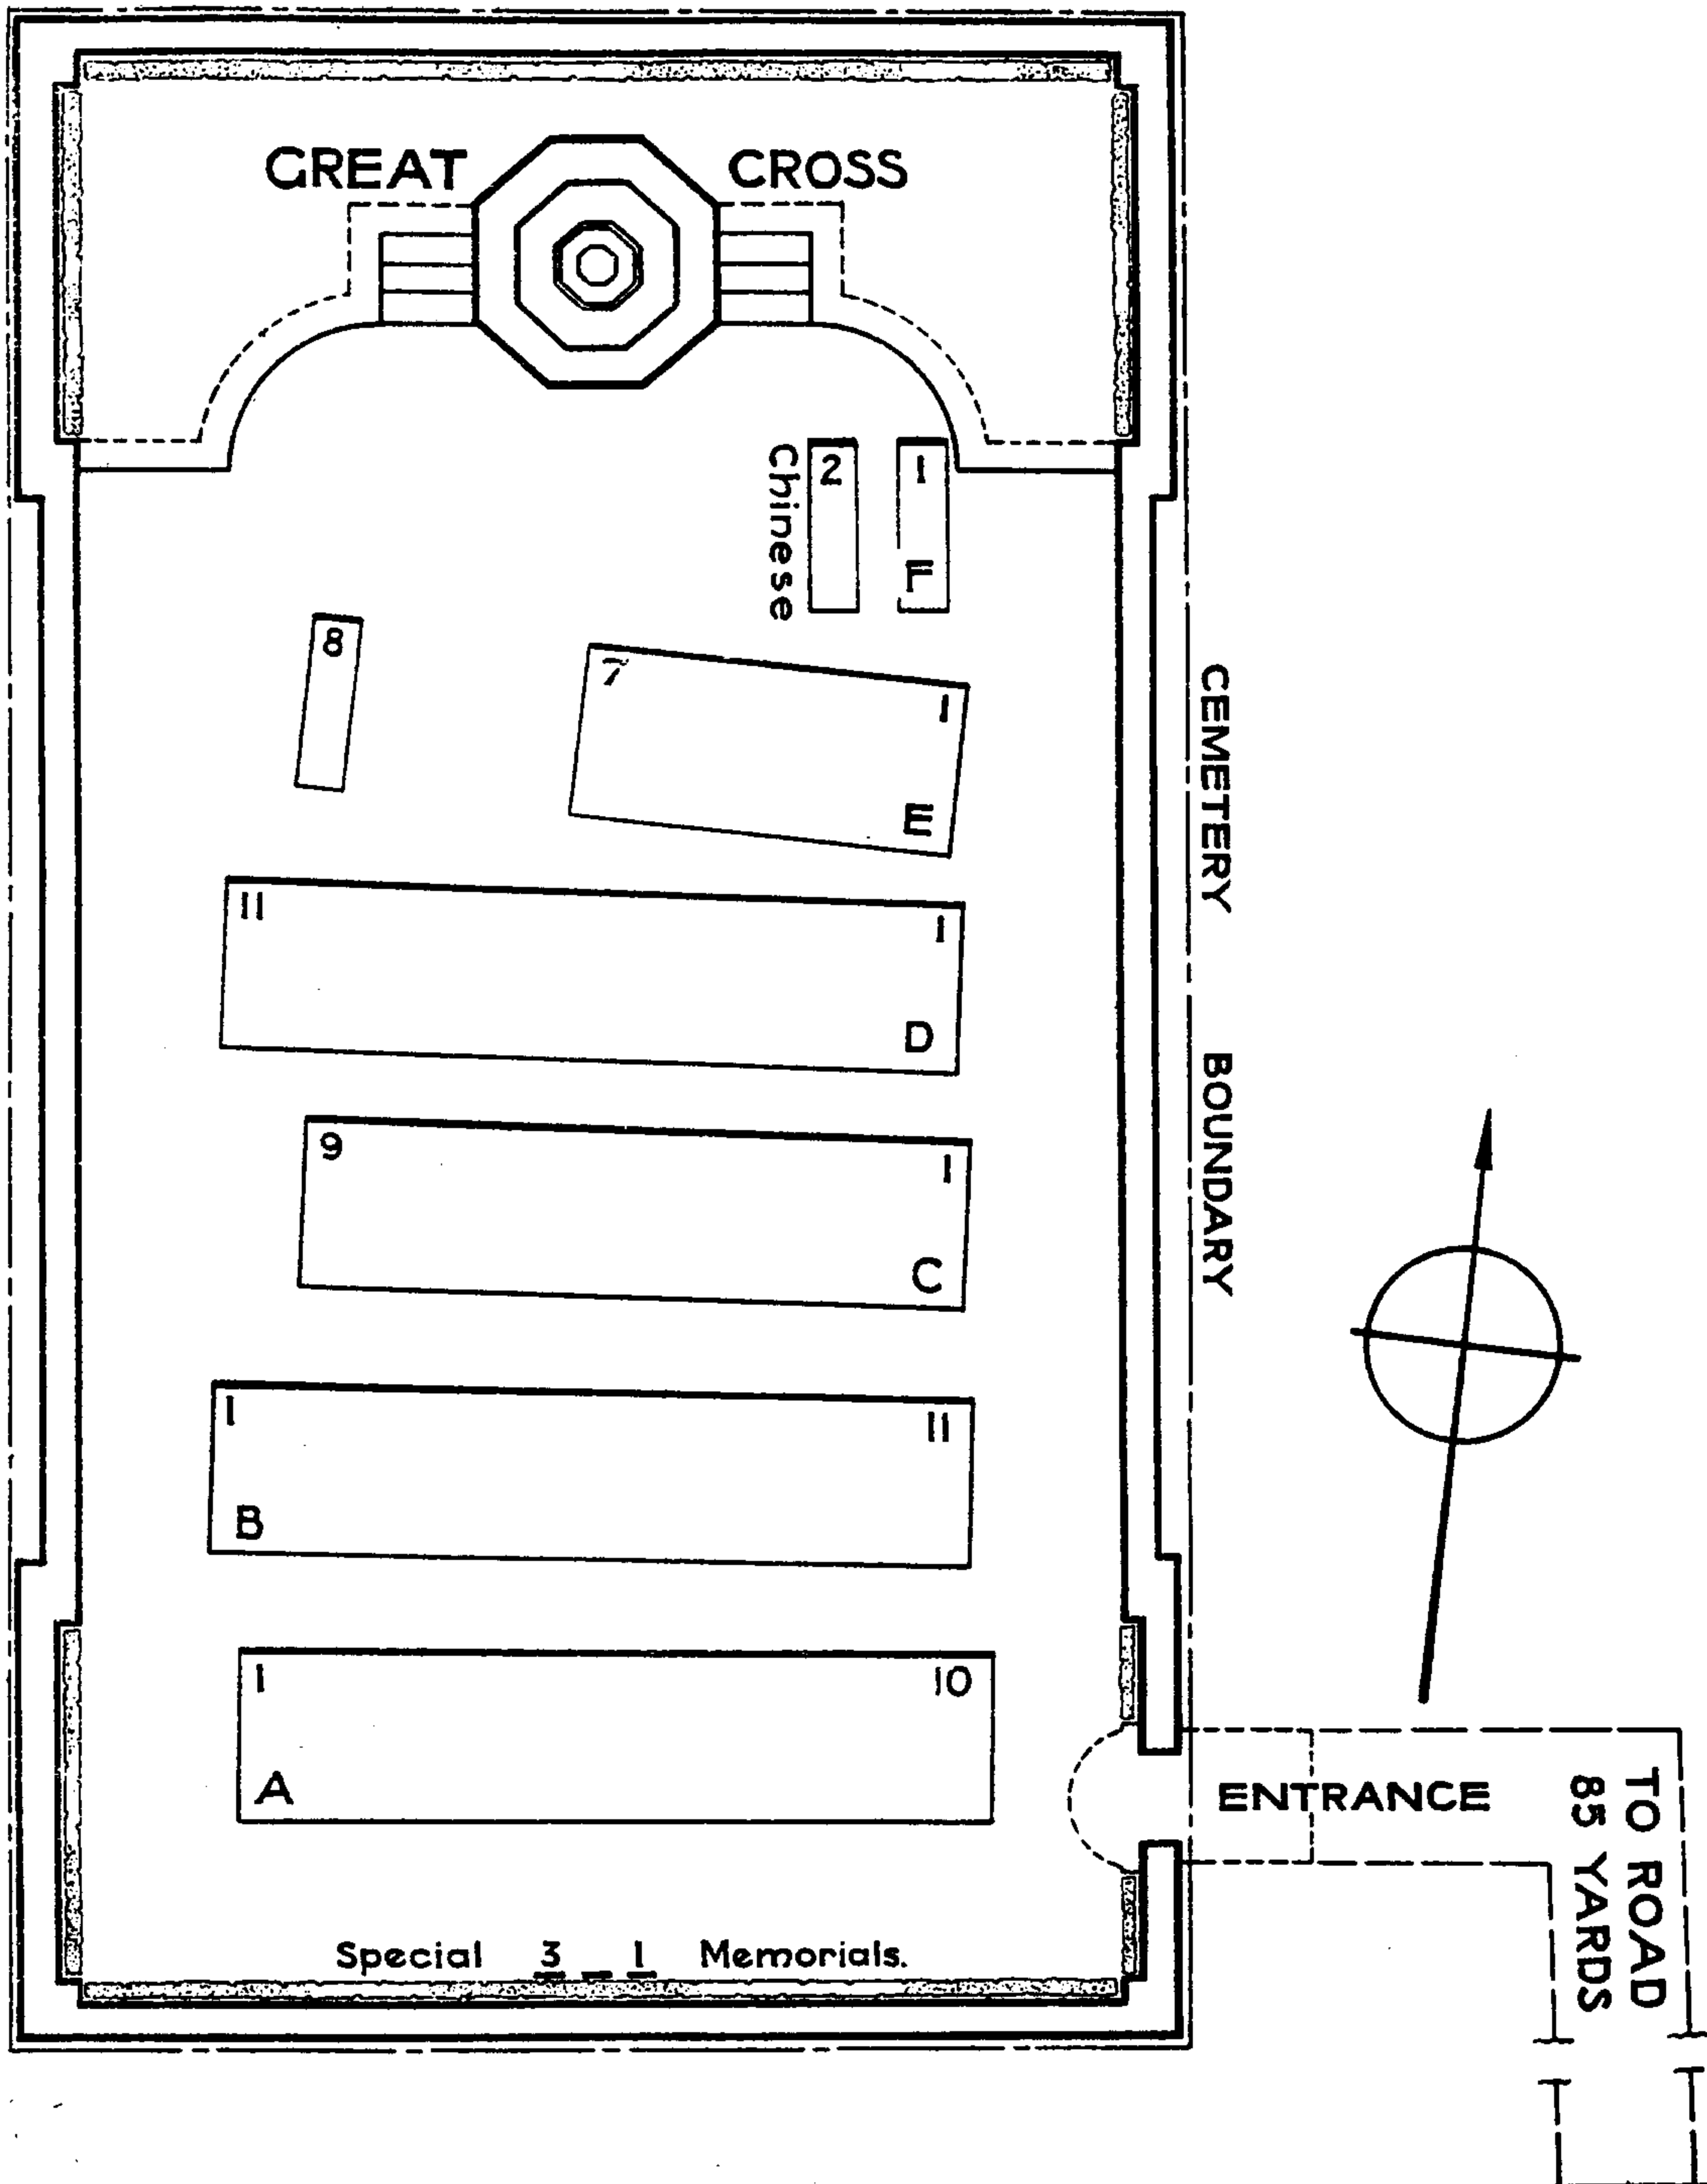 GREAT CROSS
2 1
Chinese
F
8
7 1
E
11 1
D
9 1
C
1 11
B
1 10
A
Special 3 _ 1 Memorials.
CEMETERY BOUNDARY
ENTRANCE
TO ROAD
85 YARDS